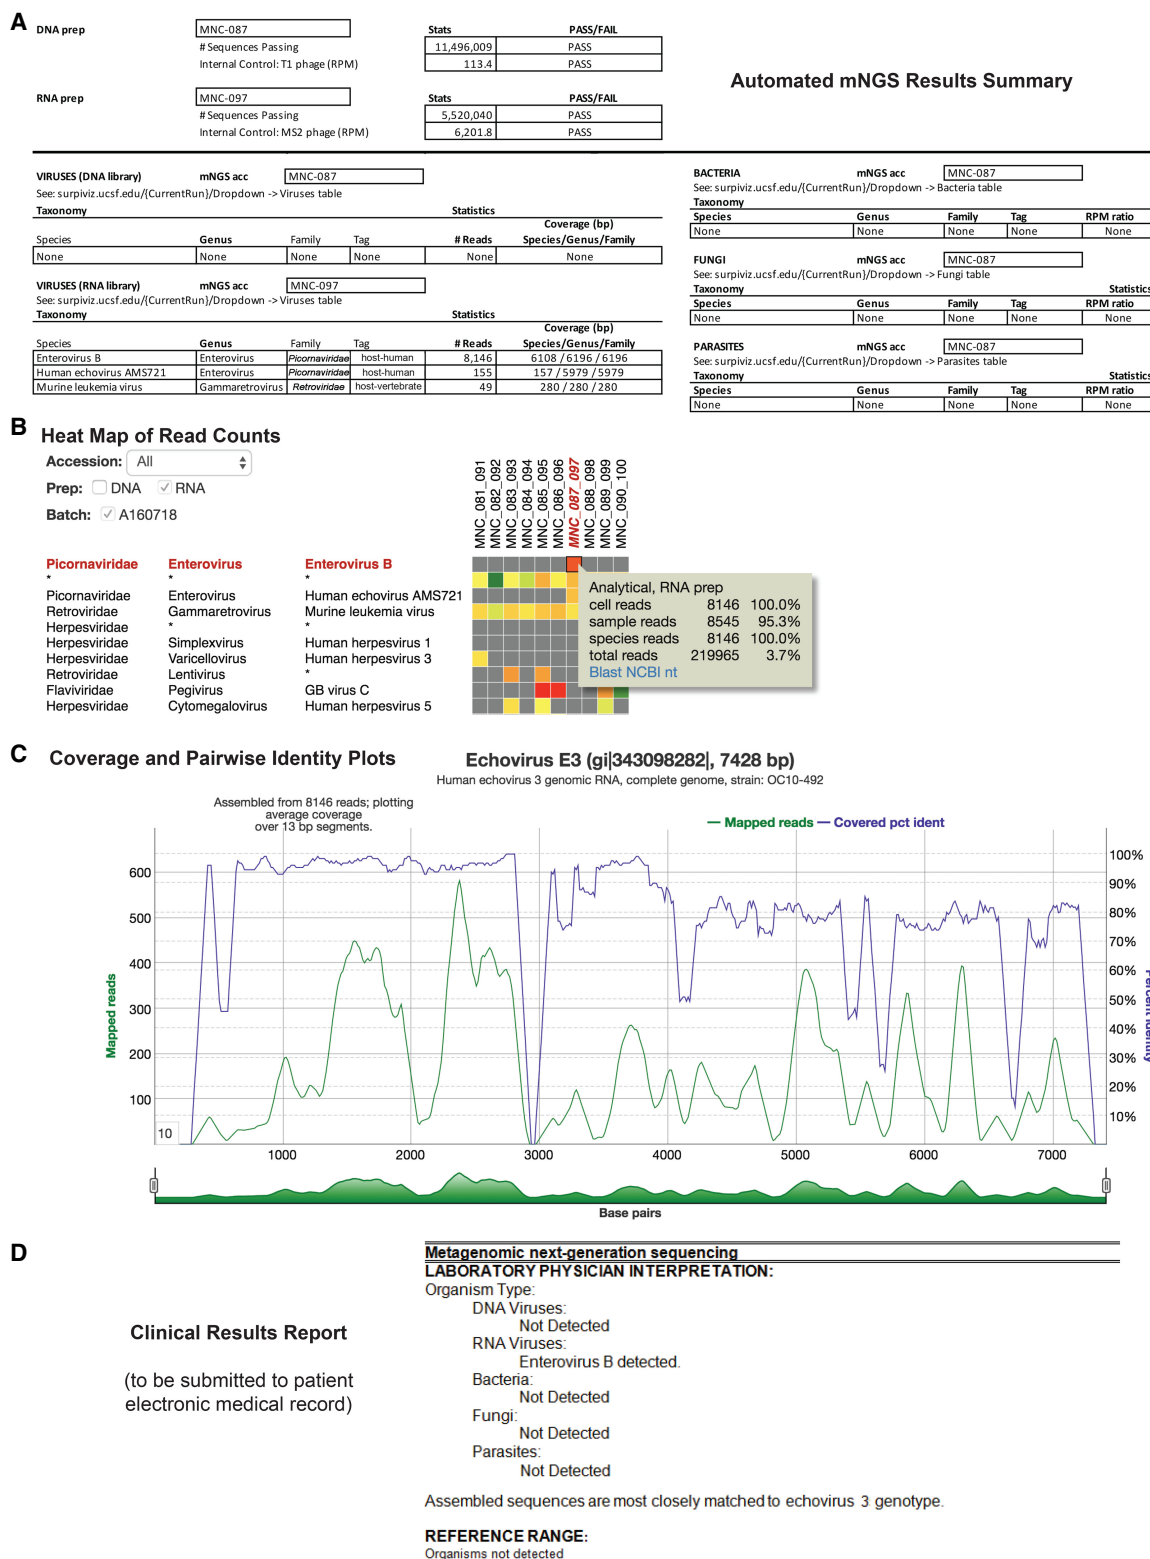 A
DNA prep MNC-087 Stats PASS/FAIL
# Sequences Passing 11,496,009 PASS
Internal Control: T1 phage (RPM) 113.4 PASS
Automated mNGS Results Summary
RNA prep MNC-097 Stats PASS/FAIL
# Sequences Passing 5,520,040 PASS
Internal Control: MS2 phage (RPM) 6,201.8 PASS
VIRUSES (DNA library) mNGS acc MNC-087
See: surpiviz.ucsf.edu/{CurrentRun}/Dropdown -> Viruses table
Taxonomy Statistics
Coverage (bp)
Species Genus Family Tag # Reads Species/Genus/Family
None None None None None None
VIRUSES (RNA library) mNGS acc MNC-097
See: surpiviz.ucsf.edu/{CurrentRun}/Dropdown -> Viruses table
Taxonomy Statistics
Coverage (bp)
Species Genus Family Tag # Reads Species/Genus/Family
Enterovirus B Enterovirus Picornaviridae host-human 8,146 6108 / 6196 / 6196
Human echovirus AMS721 Enterovirus Picornaviridae host-human 155 157 / 5979 / 5979
Murine leukemia virus Gammaretrovirus Retroviridae host-vertebrate 49 280 / 280 / 280
BACTERIA mNGS acc MNC-087
See: surpiviz.ucsf.edu/{CurrentRun}/Dropdown -> Bacteria table
Taxonomy
Species Genus Family Tag RPM ratio
None None None None None
FUNGI mNGS acc MNC-087
See: surpiviz.ucsf.edu/{CurrentRun}/Dropdown -> Fungi table
Taxonomy Statistics
Species Genus Family Tag RPM ratio
None None None None None
PARASITES mNGS acc MNC-087
See: surpiviz.ucsf.edu/{CurrentRun}/Dropdown -> Parasites table
Taxonomy Statistics
Species Genus Family Tag RPM ratio
None None None None None
B
Heat Map of Read Counts
Accession: All
Prep: DNA RNA
Batch: A160718
MNC_081_091
MNC_082_092
MNC_083_093
MNC_084_094
MNC_085_095
MNC_086_096
MNC_087_097
MNC_088_098
MNC_089_099
MNC_090_100
Picornaviridae Enterovirus Enterovirus B
* * *
Picornaviridae Enterovirus Human echovirus AMS721
Retroviridae Gammaretrovirus Murine leukemia virus
Herpesviridae * *
Herpesviridae Simplexvirus Human herpesvirus 1
Herpesviridae Varicellovirus Human herpesvirus 3
Retroviridae Lentivirus *
Flaviviridae Pegivirus GB virus C
Herpesviridae Cytomegalovirus Human herpesvirus 5
Analytical, RNA prep
cell reads 8146 100.0%
sample reads 8545 95.3%
species reads 8146 100.0%
total reads 219965 3.7%
Blast NCBI nt
C
Coverage and Pairwise Identity Plots
Echovirus E3 (gi|343098282|, 7428 bp)
Human echovirus 3 genomic RNA, complete genome, strain: OC10-492
Assembled from 8146 reads; plotting
average coverage
over 13 bp segments.
Mapped reads Covered pct ident
600
500
400
300
200
100
10
Mapped reads
100%
90%
80%
70%
60%
50%
40%
30%
20%
10%
Percent identity
1000 2000 3000 4000 5000 6000 7000
Base pairs
D
Clinical Results Report
(to be submitted to patient
electronic medical record)
Metagenomic next-generation sequencing
LABORATORY PHYSICIAN INTERPRETATION:
Organism Type:
DNA Viruses:
Not Detected
RNA Viruses:
Enterovirus B detected.
Bacteria:
Not Detected
Fungi:
Not Detected
Parasites:
Not Detected
Assembled sequences are most closely matched to echovirus 3 genotype.
REFERENCE RANGE:
Organisms not detected